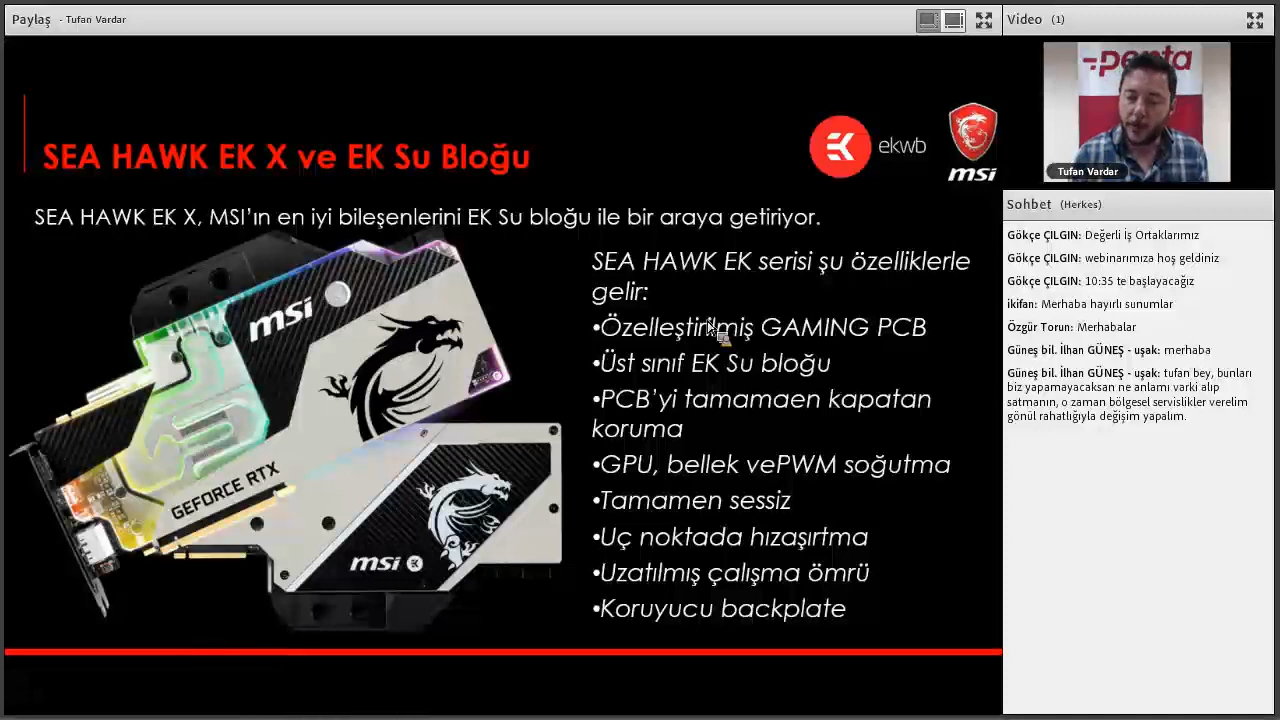 Paylaş - Tufan Vardar
Video (1)
SEA HAWK EK X ve EK Su Bloğu
ekwb
msi
penta
Tufan Vardar
SEA HAWK EK X, MSI’ın en iyi bileşenlerini EK Su bloğu ile bir araya getiriyor.
msi
GEFORCE RTX
msi
SEA HAWK EK serisi şu özelliklerle
gelir:
•Özelleştirilmiş GAMING PCB
•Üst sınıf EK Su bloğu
•PCB’yi tamamaen kapatan
koruma
•GPU, bellek vePWM soğutma
•Tamamen sessiz
•Uç noktada hızaşırtma
•Uzatılmış çalışma ömrü
•Koruyucu backplate
Sohbet (Herkes)
Gökçe ÇILGIN: Değerli İş Ortaklarımız
Gökçe ÇILGIN: webinarımıza hoş geldiniz
Gökçe ÇILGIN: 10:35 te başlayacağız
ikifan: Merhaba hayırlı sunumlar
Özgür Torun: Merhabalar
Güneş bil. İlhan GÜNEŞ - uşak: merhaba
Güneş bil. İlhan GÜNEŞ - uşak: tufan bey, bunları
biz yapamayacaksan ne anlamı varki alıp
satmanın, o zaman bölgesel servislikler verelim
gönül rahatlığıyla değişim yapalım.